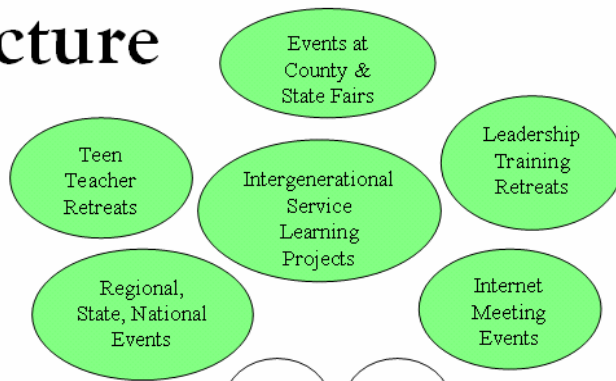 cture
Events at
County &
State Fairs
Teen
Teacher
Retreats
Intergenerational
Service
Learning
Projects
Leadership
Training
Retreats
Regional,
State, National
Events
Internet
Meeting
Events